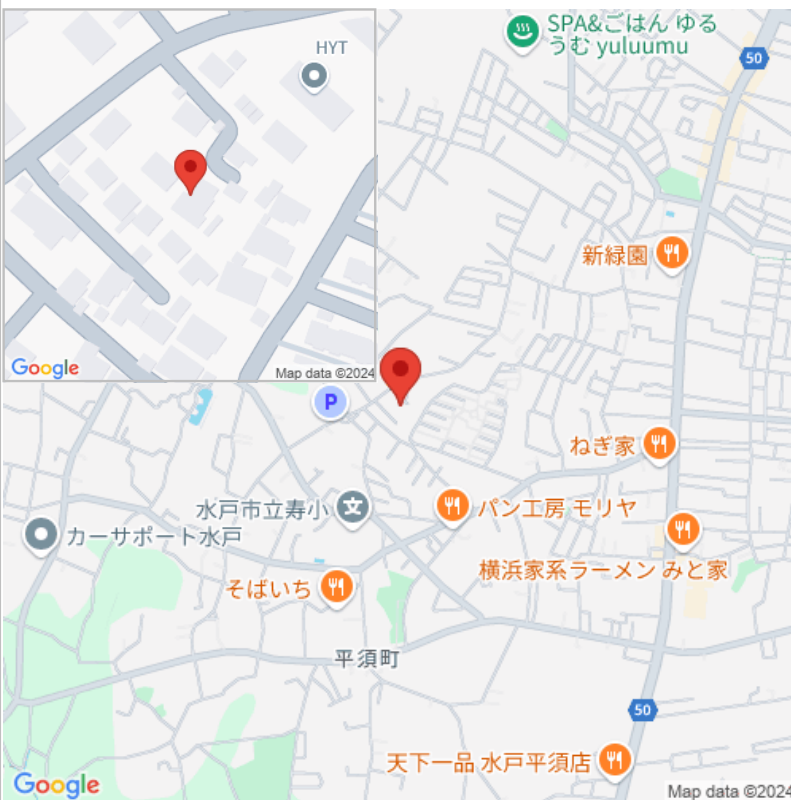 HYT
Google
Map data ©2024
SPA&ごはん ゆる
うむ yuluumu
50
新緑園
P
ねぎ家
水戸市立寿小
文
パン工房 モリヤ
カーサポート水戸
横浜家系ラーメン みと家
そばいち
平須町
50
天下一品 水戸平須店
Google
Map data ©2024